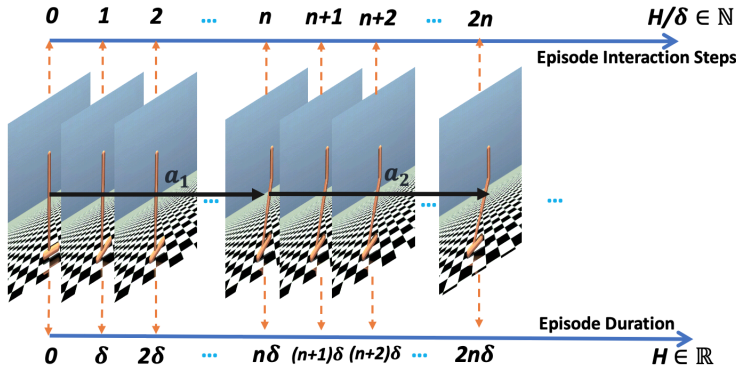 0 1 2 ... n n+1 n+2 ... 2n H/δ ∈ ℕ
Episode Interaction Steps
a₁ a₂
... ... ...
Episode Duration
0 δ 2δ ... nδ (n+1)δ (n+2)δ ... 2nδ H ∈ ℝ